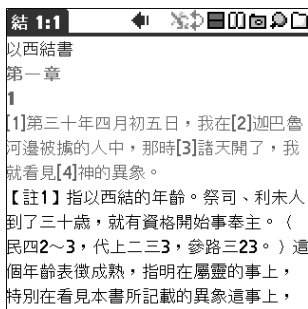 結 1:1
以西結書
第一章
1
[1]第三十年四月初五日，我在[2]迦巴魯
河邊被擄的人中，那時[3]諸天開了，我
就看見[4]神的異象。
【註1】指以西結的年齡。祭司、利未人
到了三十歳，就有資格開始事奉主。（
民四2～3，代上二三3，參路三23。）這
個年齡表徵成熟，指明在屬靈的事上，
特別在看見本書所記載的異象這事上，